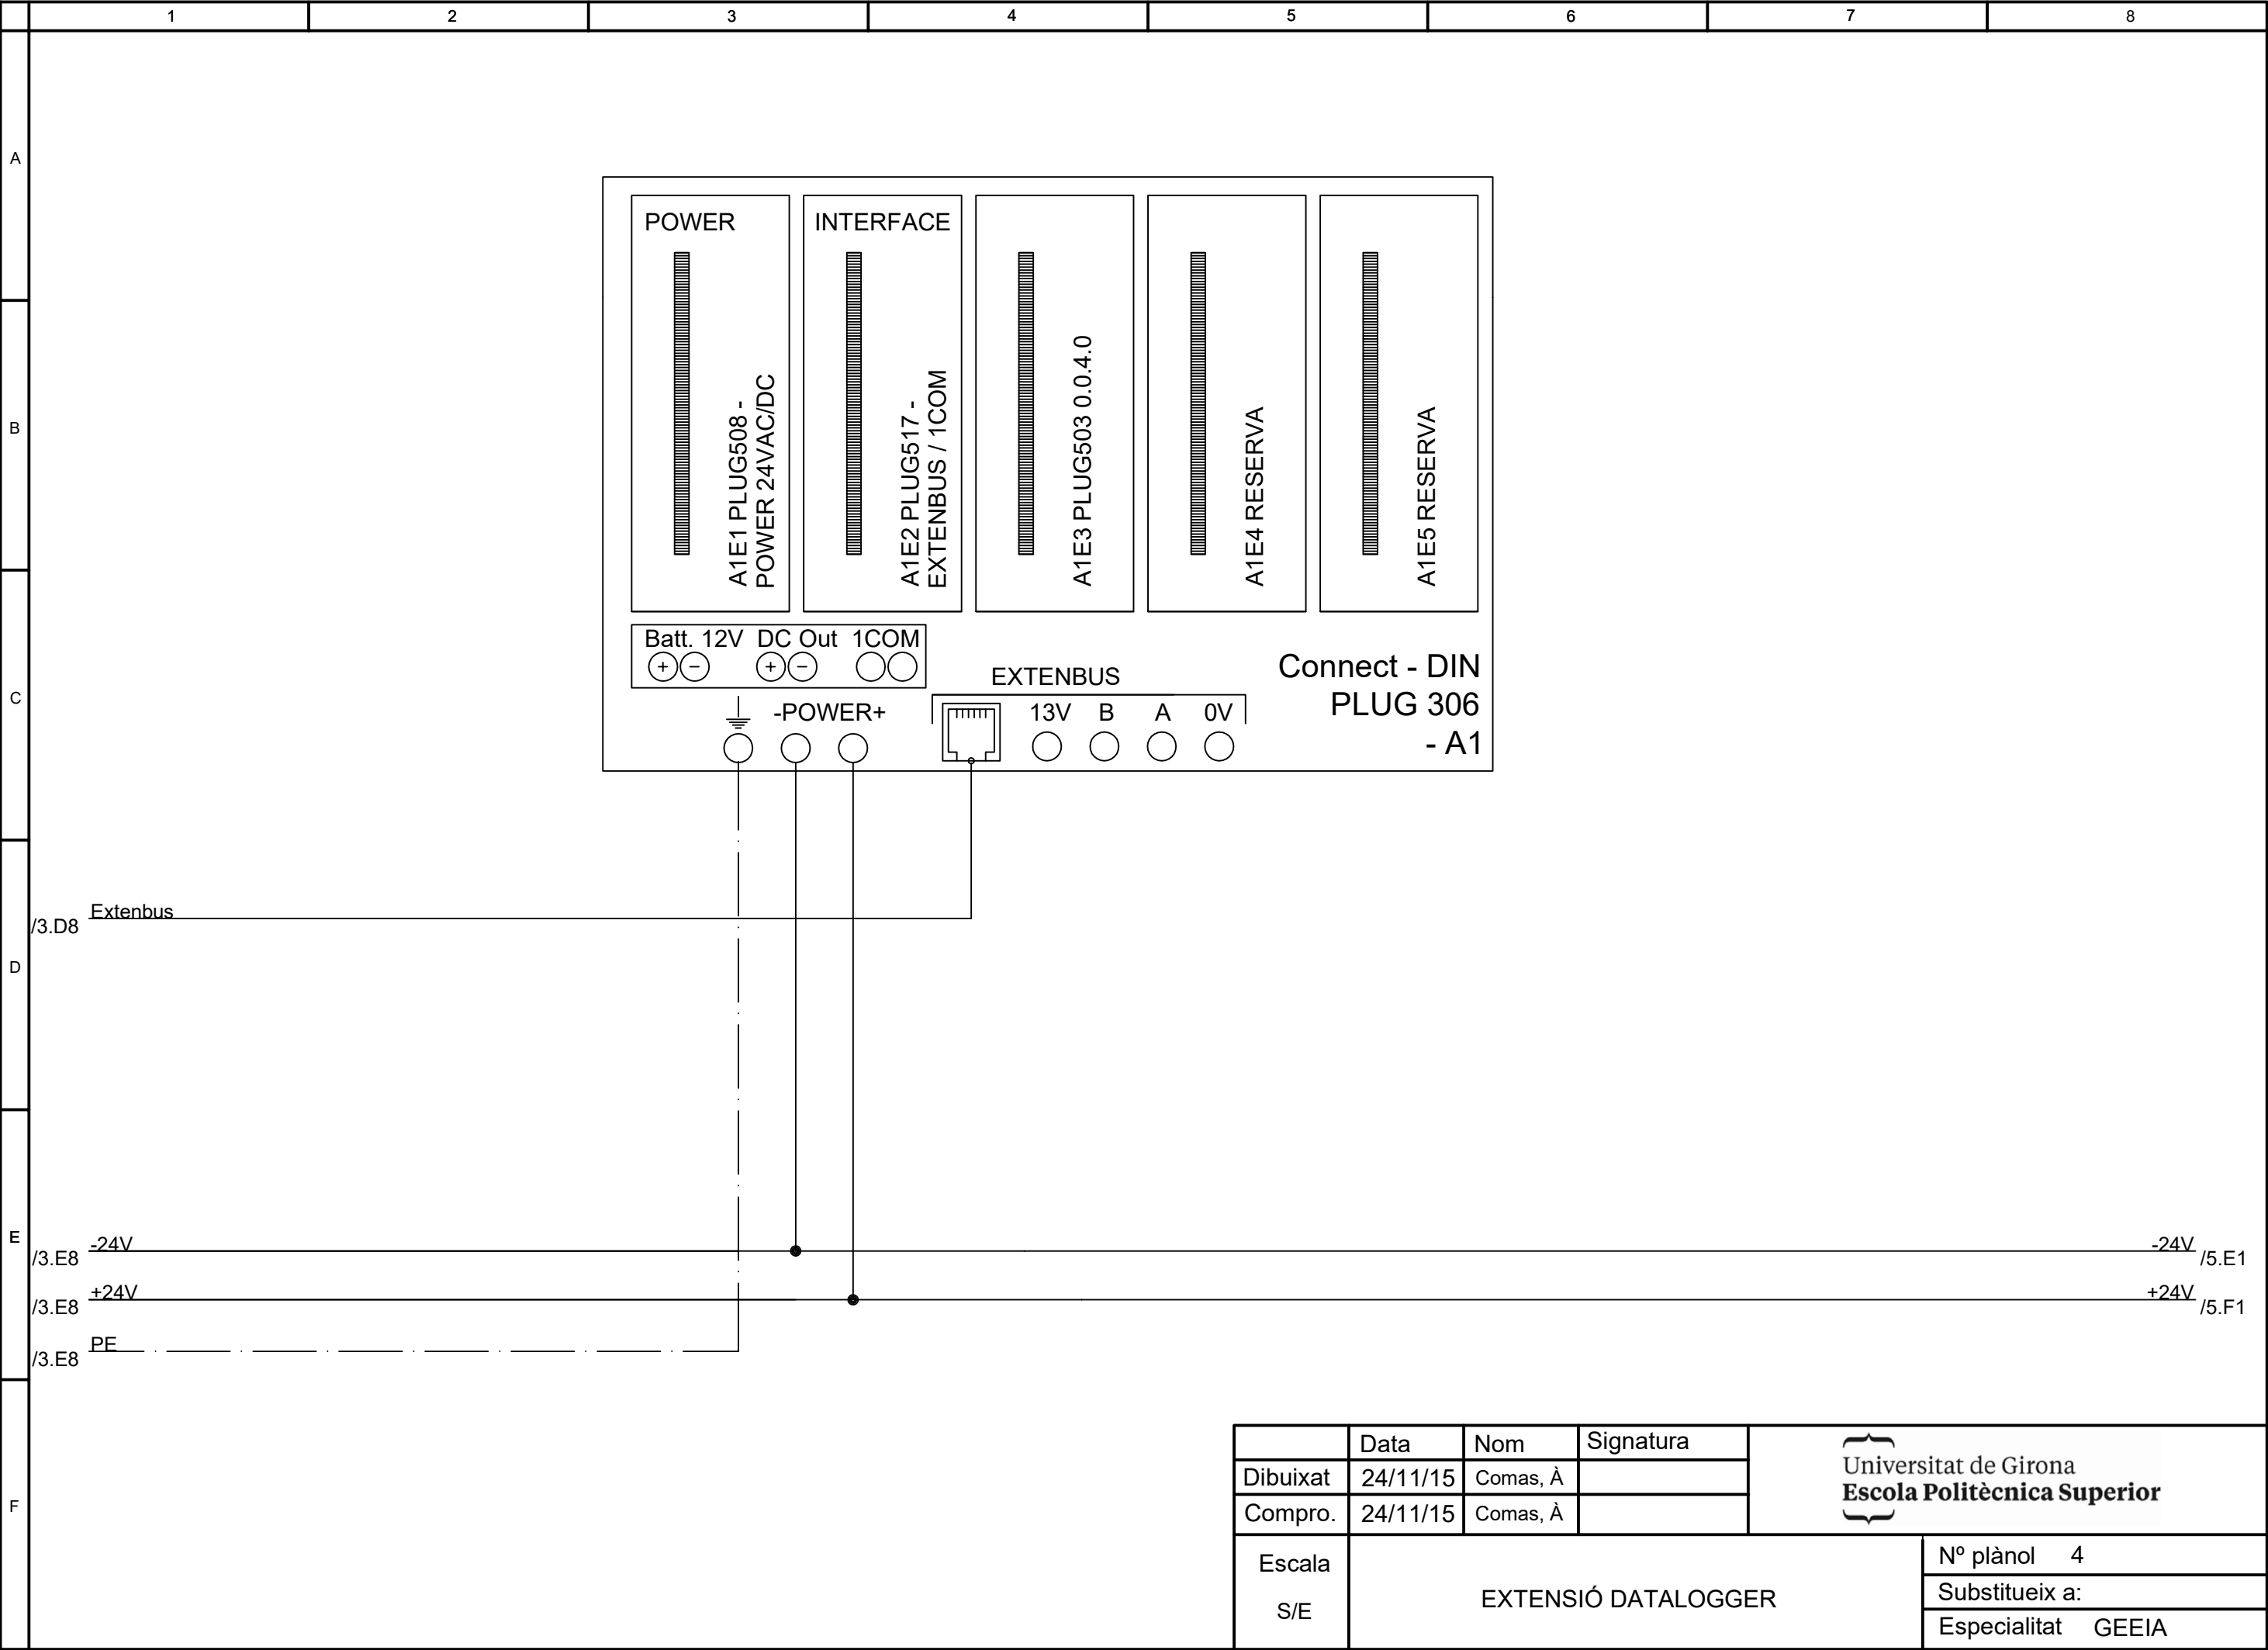 1 2 3 4 5 6 7 8
A
B
C
D
E
F
POWER
INTERFACE
A1E1 PLUG508 -
POWER 24VAC/DC
A1E2 PLUG517 -
EXTENBUS / 1COM
A1E3 PLUG503 0.0.4.0
A1E4 RESERVA
A1E5 RESERVA
Batt. 12V DC Out 1COM
+ − + −
EXTENBUS
-POWER+
13V B A 0V
Connect - DIN
PLUG 306
- A1
Extenbus
/3.D8
-24V
/3.E8
+24V
/3.E8
PE
/3.E8
-24V
/5.E1
+24V
/5.F1
Data Nom Signatura
Dibuixat 24/11/15 Comas, À
Compro. 24/11/15 Comas, À
Universitat de Girona
Escola Politècnica Superior
Escala
S/E
EXTENSIÓ DATALOGGER
Nº plànol 4
Substitueix a:
Especialitat GEEIA